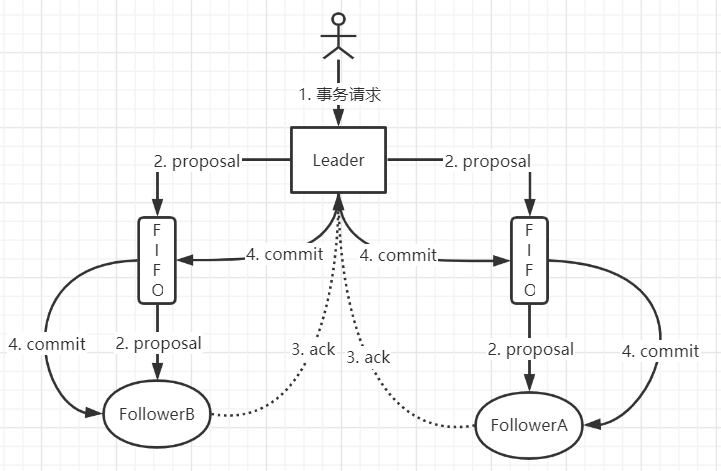 1. 事务请求
Leader
2. proposal
2. proposal
F
I
F
O
F
I
F
O
4. commit
4. commit
4. commit
2. proposal
3. ack
3. ack
2. proposal
4. commit
FollowerB
FollowerA